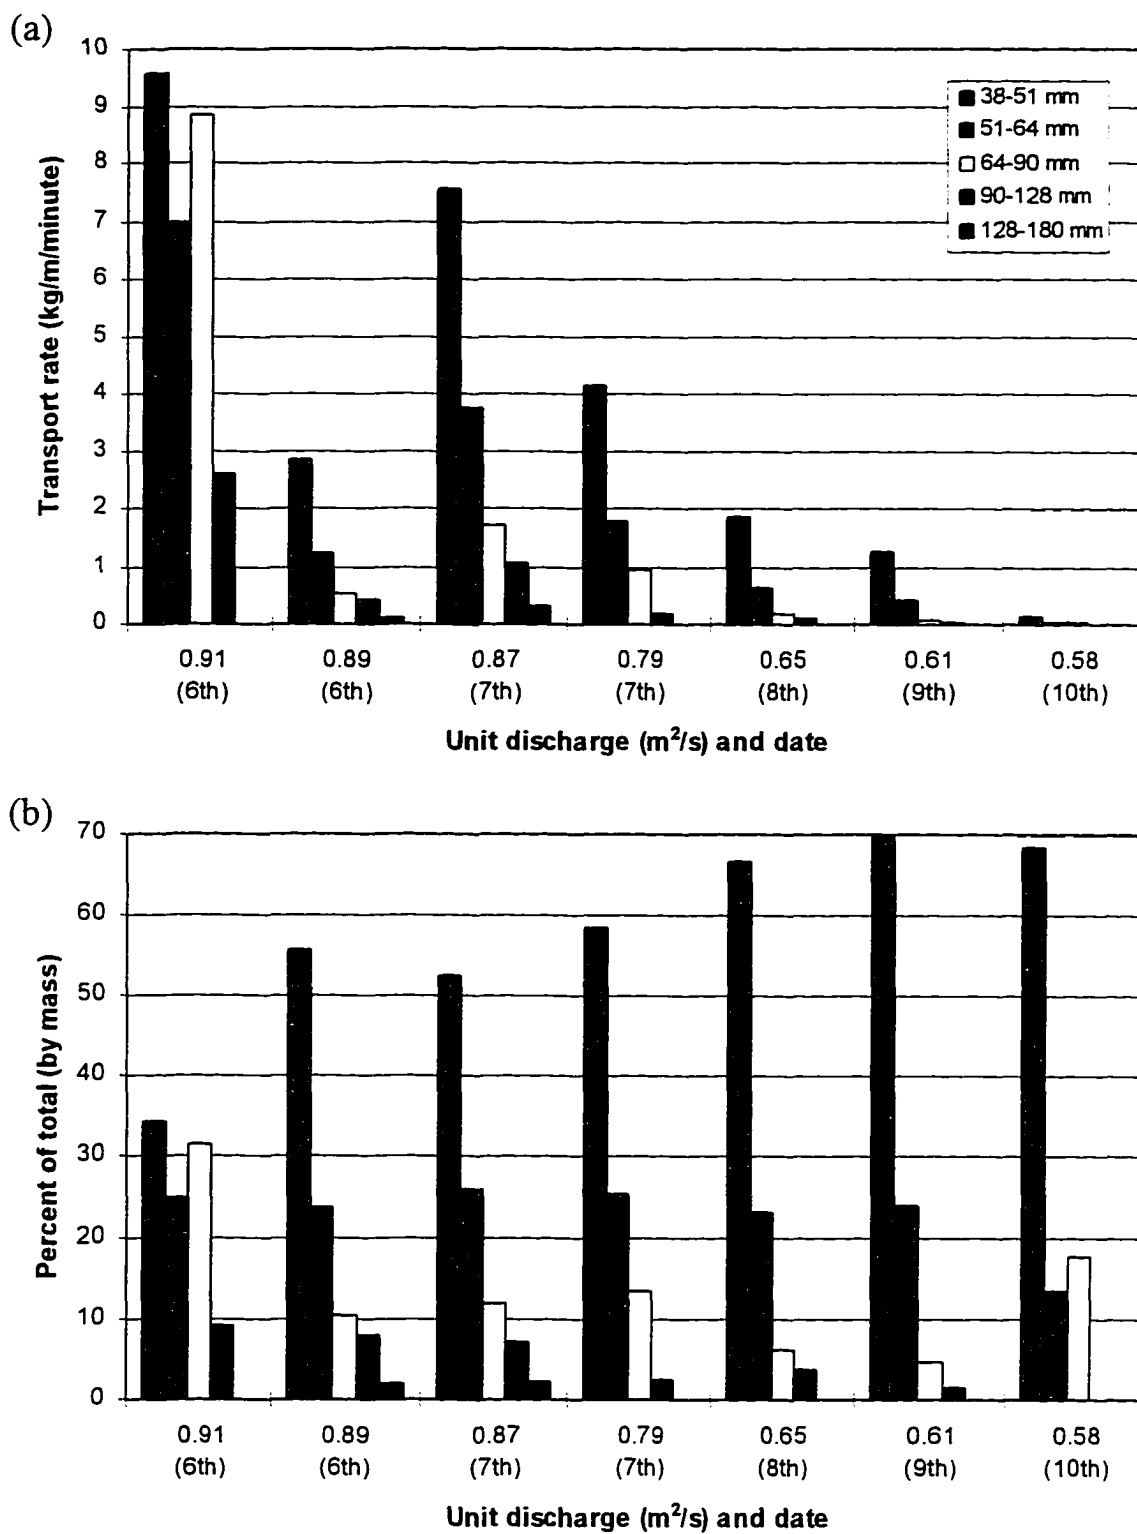 (a)
10
9
8
7
6
5
4
3
2
1
0
Transport rate (kg/m/minute)
38-51 mm
51-64 mm
64-90 mm
90-128 mm
128-180 mm
0.91 0.89 0.87 0.79 0.65 0.61 0.58
(6th) (6th) (7th) (7th) (8th) (9th) (10th)
Unit discharge (m²/s) and date
(b)
70
60
50
40
30
20
10
0
Percent of total (by mass)
0.91 0.89 0.87 0.79 0.65 0.61 0.58
(6th) (6th) (7th) (7th) (8th) (9th) (10th)
Unit discharge (m²/s) and date